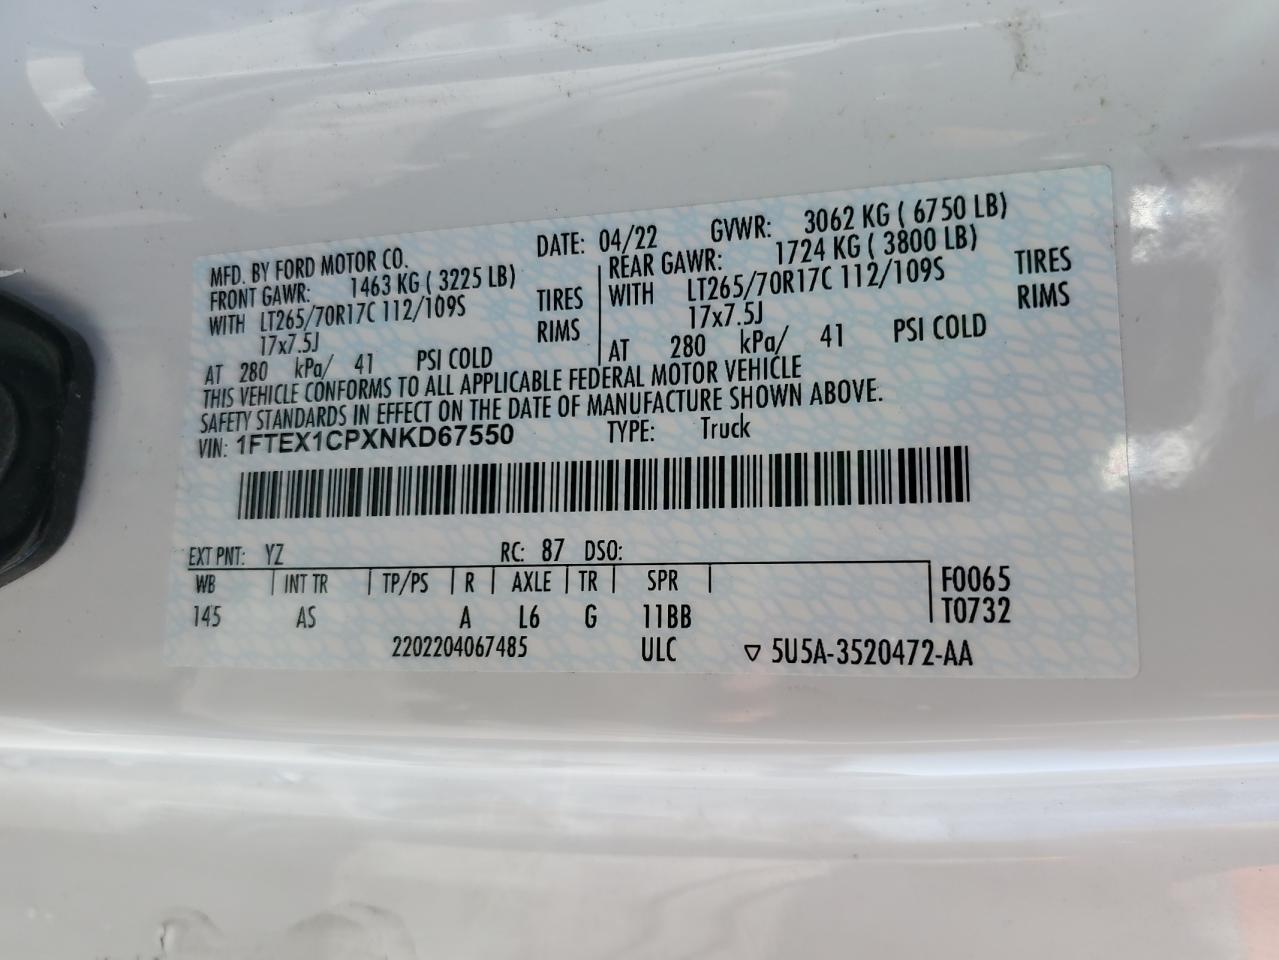 MFD. BY FORD MOTOR CO. DATE: 04/22 GVWR: 3062 KG ( 6750 LB)
FRONT GAWR: 1463 KG ( 3225 LB) REAR GAWR: 1724 KG ( 3800 LB)
WITH LT265/70R17C 112/109S TIRES WITH LT265/70R17C 112/109S TIRES
17x7.5J RIMS 17x7.5J RIMS
AT 280 kPa/ 41 PSI COLD AT 280 kPa/ 41 PSI COLD
THIS VEHICLE CONFORMS TO ALL APPLICABLE FEDERAL MOTOR VEHICLE
SAFETY STANDARDS IN EFFECT ON THE DATE OF MANUFACTURE SHOWN ABOVE.
VIN: 1FTEX1CPXNKD67550 TYPE: Truck
EXT PNT: YZ RC: 87 DSO:
WB INT TR TP/PS R AXLE TR SPR F0065
145 AS A L6 G 11BB T0732
2202204067485 ULC ▽ 5U5A-3520472-AA